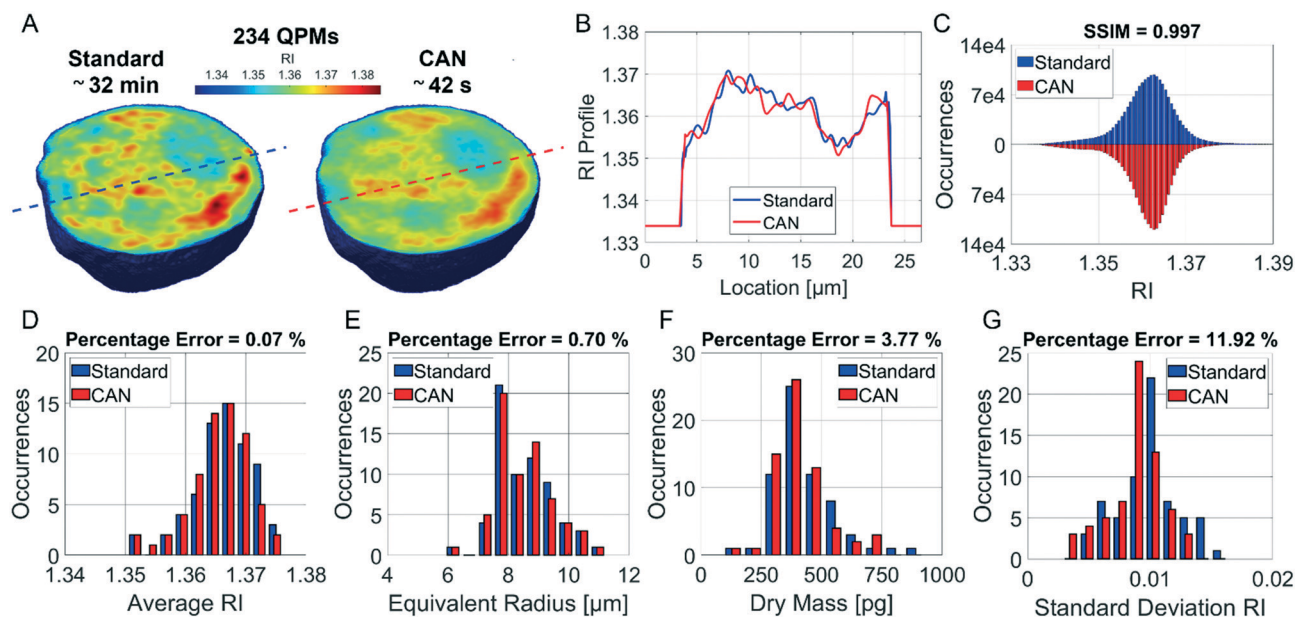 A
234 QPMs
Standard
~ 32 min
RI
1.34 1.35 1.36 1.37 1.38
CAN
~ 42 s
B
1.38
1.37
1.36
1.35
1.34
1.33
RI Profile
Standard
CAN
0 5 10 15 20 25
Location [µm]
C
SSIM = 0.997
14e4
7e4
0
7e4
14e4
Occurrences
Standard
CAN
1.33 1.35 1.37 1.39
RI
D
Percentage Error = 0.07 %
20
15
10
5
0
Occurrences
Standard
CAN
1.34 1.35 1.36 1.37 1.38
Average RI
E
Percentage Error = 0.70 %
25
20
15
10
5
0
Occurrences
Standard
CAN
4 6 8 10 12
Equivalent Radius [µm]
F
Percentage Error = 3.77 %
30
20
10
0
Occurrences
Standard
CAN
0 250 500 750 1000
Dry Mass [pg]
G
Percentage Error = 11.92 %
25
20
15
10
5
0
Occurrences
Standard
CAN
0 0.01 0.02
Standard Deviation RI